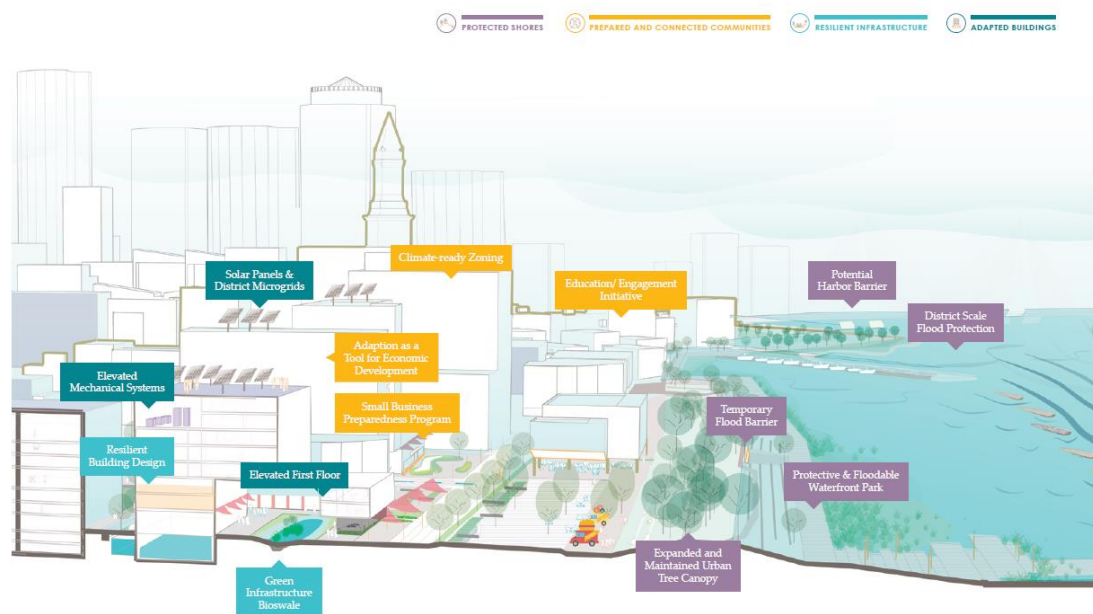 PROTECTED SHORES
PREPARED AND CONNECTED COMMUNITIES
RESILIENT INFRASTRUCTURE
ADAPTED BUILDINGS
Climate-ready Zoning
Solar Panels &
District Microgrids
Education/ Engagement
Initiative
Potential
Harbor Barrier
District Scale
Flood Protection
Adaption as a
Tool for Economic
Development
Elevated
Mechanical Systems
Small Business
Preparedness Program
Temporary
Flood Barrier
Resilient
Building Design
Elevated First Floor
Protective & Floodable
Waterfront Park
Expanded and
Maintained Urban
Tree Canopy
Green
Infrastructure
Bioswale